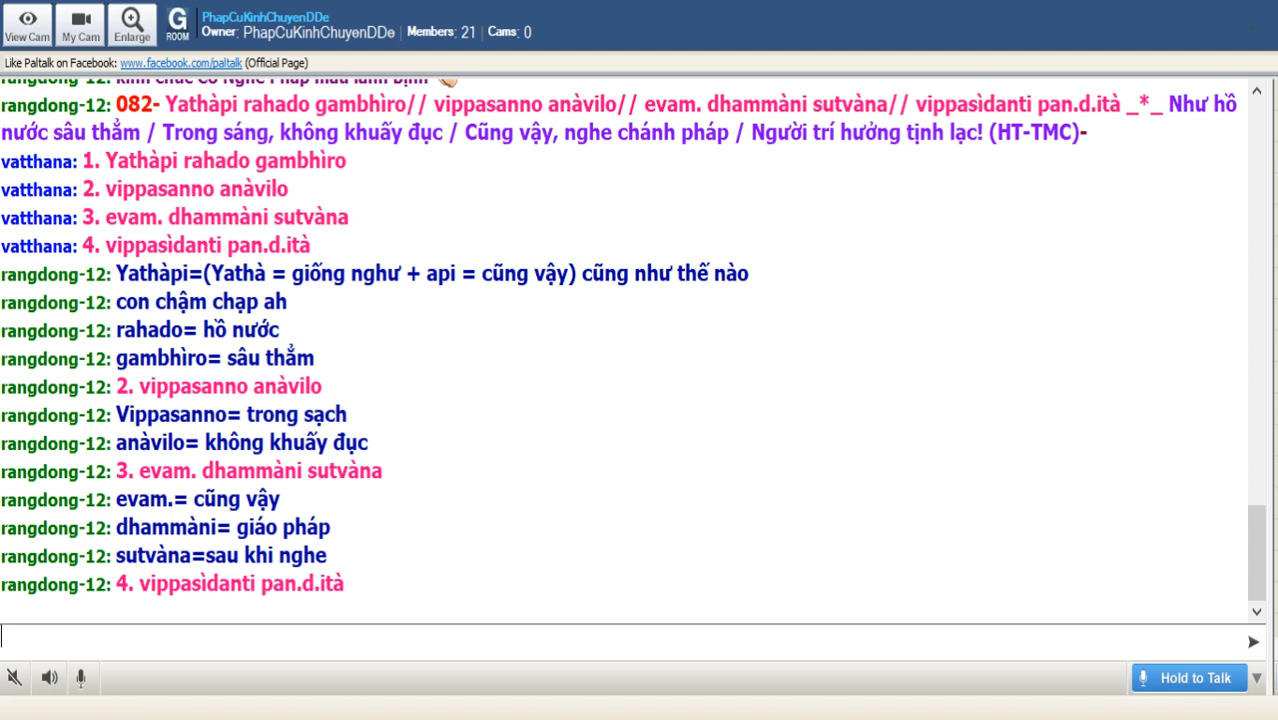 PhapCuKinhChuyenDDe
Owner: PhapCuKinhChuyenDDe | Members: 21 | Cams: 0
View Cam
My Cam
Enlarge
G
ROOM
Like Paltalk on Facebook: www.facebook.com/paltalk (Official Page)
rangdong-12: 082- Yathàpi rahado gambhìro// vippasanno anàvilo// evam. dhammàni sutvàna// vippasìdanti pan.d.ità _*_ Như hồ
nước sâu thẳm / Trong sáng, không khuấy đục / Cũng vậy, nghe chánh pháp / Người trí hưởng tịnh lạc! (HT-TMC)-
vatthana: 1. Yathàpi rahado gambhìro
vatthana: 2. vippasanno anàvilo
vatthana: 3. evam. dhammàni sutvàna
vatthana: 4. vippasìdanti pan.d.ità
rangdong-12: Yathàpi=(Yathà = giống nghư + api = cũng vậy) cũng như thế nào
rangdong-12: con chậm chạp ah
rangdong-12: rahado= hồ nước
rangdong-12: gambhìro= sâu thẳm
rangdong-12: 2. vippasanno anàvilo
rangdong-12: Vippasanno= trong sạch
rangdong-12: anàvilo= không khuấy đục
rangdong-12: 3. evam. dhammàni sutvàna
rangdong-12: evam.= cũng vậy
rangdong-12: dhammàni= giáo pháp
rangdong-12: sutvàna=sau khi nghe
rangdong-12: 4. vippasìdanti pan.d.ità
Hold to Talk